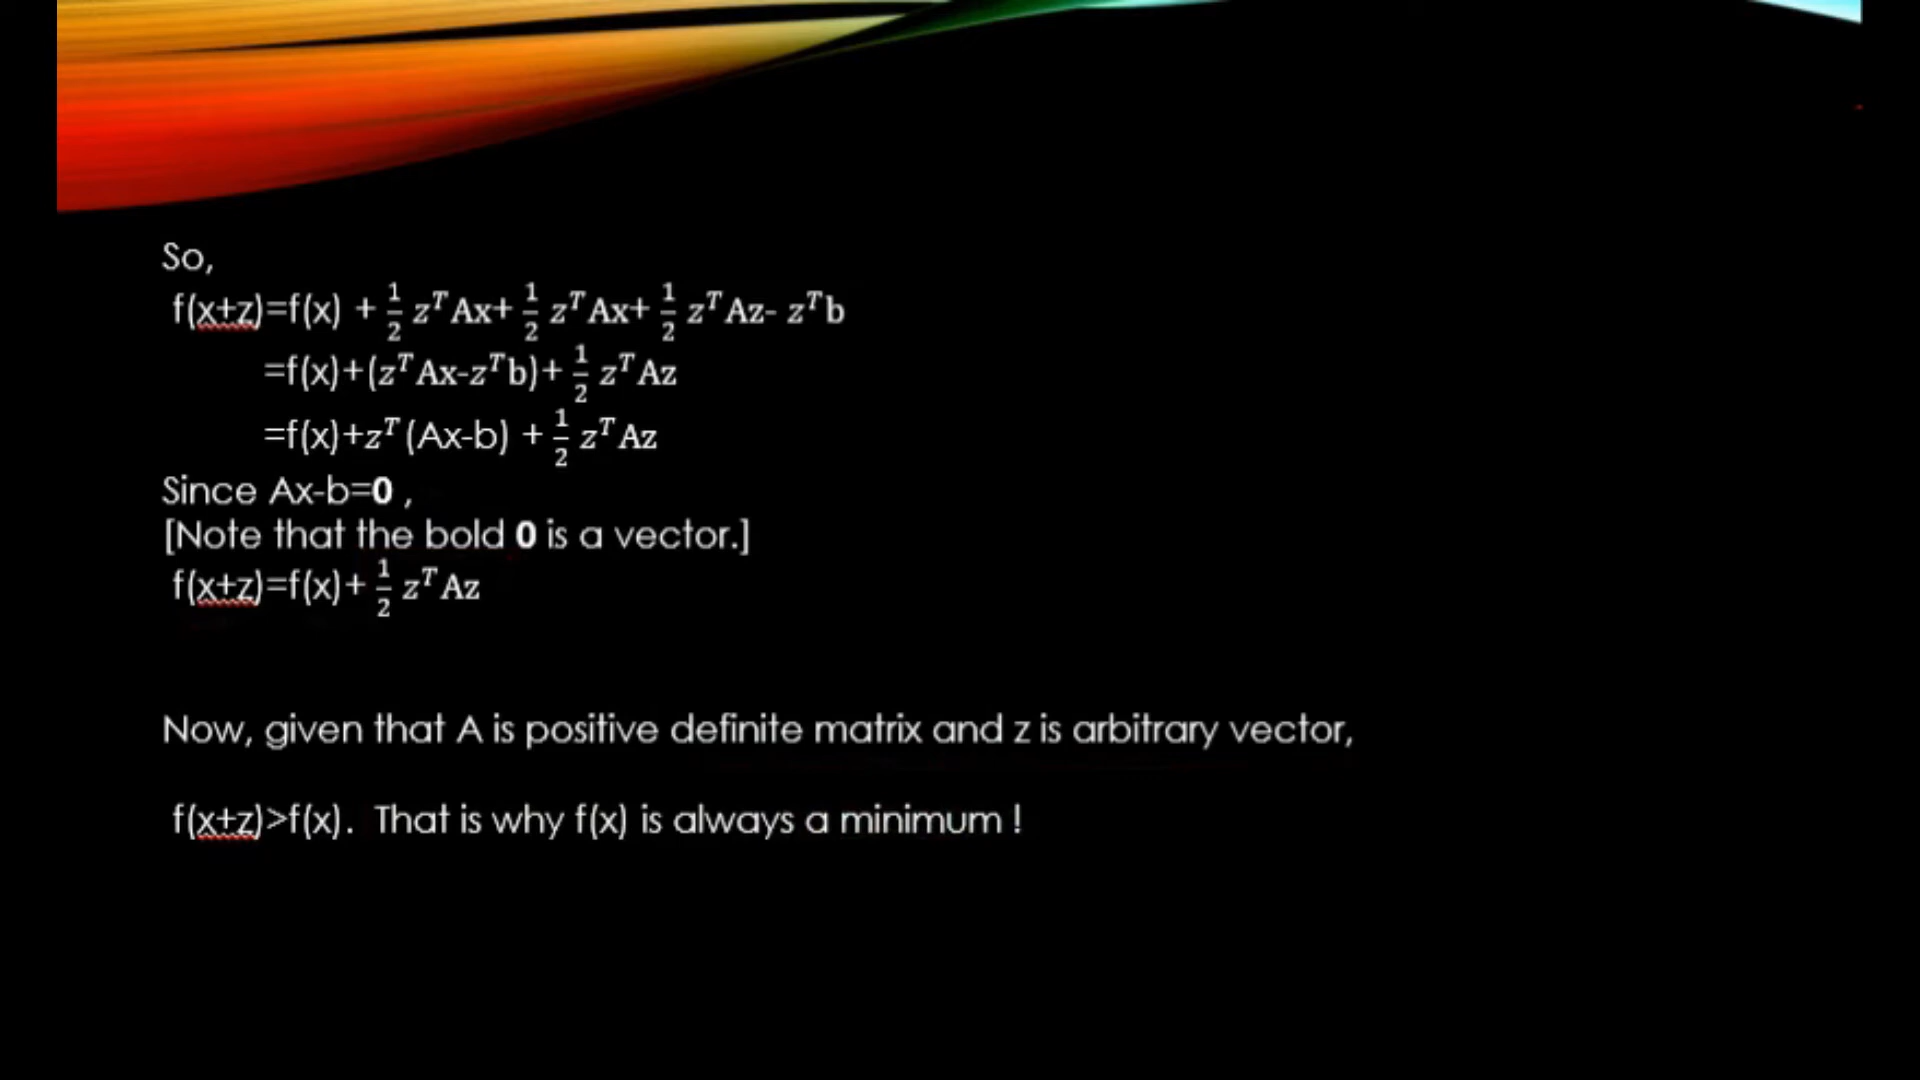 So,
f(x+z)=f(x) + 1/2 zᵀAx+ 1/2 zᵀAx+ 1/2 zᵀAz- zᵀb
=f(x)+(zᵀAx-zᵀb)+ 1/2 zᵀAz
=f(x)+zᵀ(Ax-b) + 1/2 zᵀAz
Since Ax-b=0 ,
[Note that the bold 0 is a vector.]
f(x+z)=f(x)+ 1/2 zᵀAz
Now, given that A is positive definite matrix and z is arbitrary vector,
f(x+z)>f(x). That is why f(x) is always a minimum !